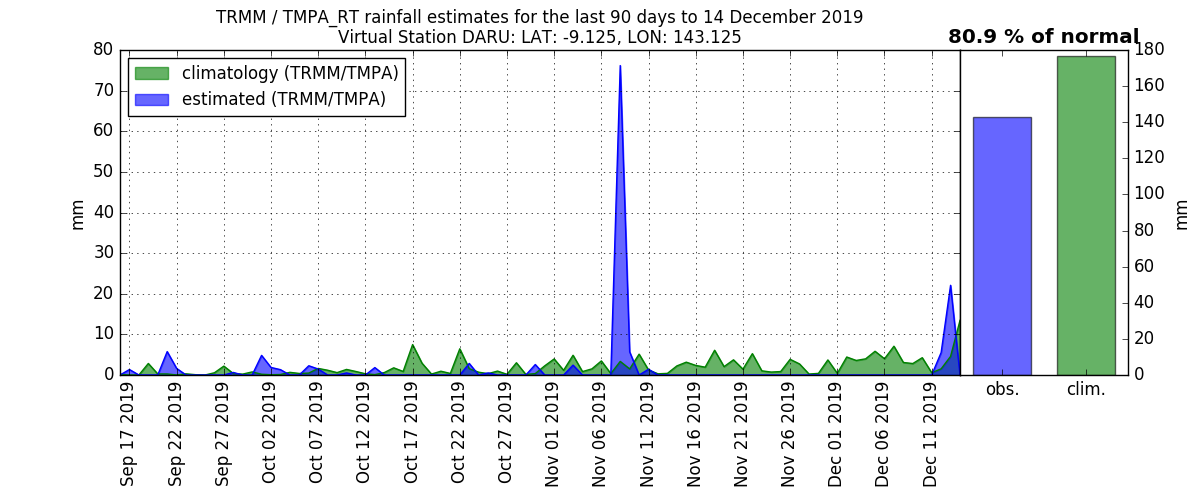 TRMM / TMPA_RT rainfall estimates for the last 90 days to 14 December 2019
Virtual Station DARU: LAT: -9.125, LON: 143.125
80.9 % of normal
climatology (TRMM/TMPA)
estimated (TRMM/TMPA)
80
70
60
50
40
30
20
10
0
mm
Sep 17 2019
Sep 22 2019
Sep 27 2019
Oct 02 2019
Oct 07 2019
Oct 12 2019
Oct 17 2019
Oct 22 2019
Oct 27 2019
Nov 01 2019
Nov 06 2019
Nov 11 2019
Nov 16 2019
Nov 21 2019
Nov 26 2019
Dec 01 2019
Dec 06 2019
Dec 11 2019
obs.
clim.
180
160
140
120
100
80
60
40
20
0
mm